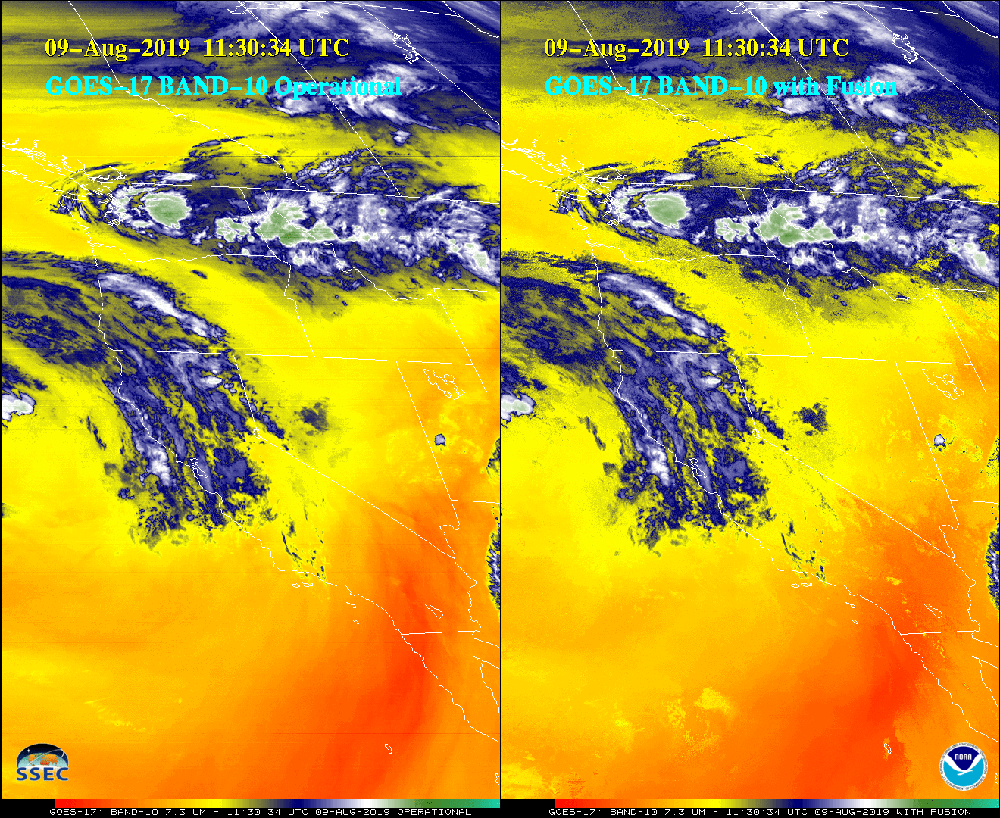 09-Aug-2019 11:30:34 UTC
GOES-17 BAND-10 Operational
09-Aug-2019 11:30:34 UTC
GOES-17 BAND-10 with Fusion
SSEC
NOAA
GOES-17: BAND=10 7.3 UM - 11:30:34 UTC 09-AUG-2019 OPERATIONAL
GOES-17: BAND=10 7.3 UM - 11:30:34 UTC 09-AUG-2019 WITH FUSION